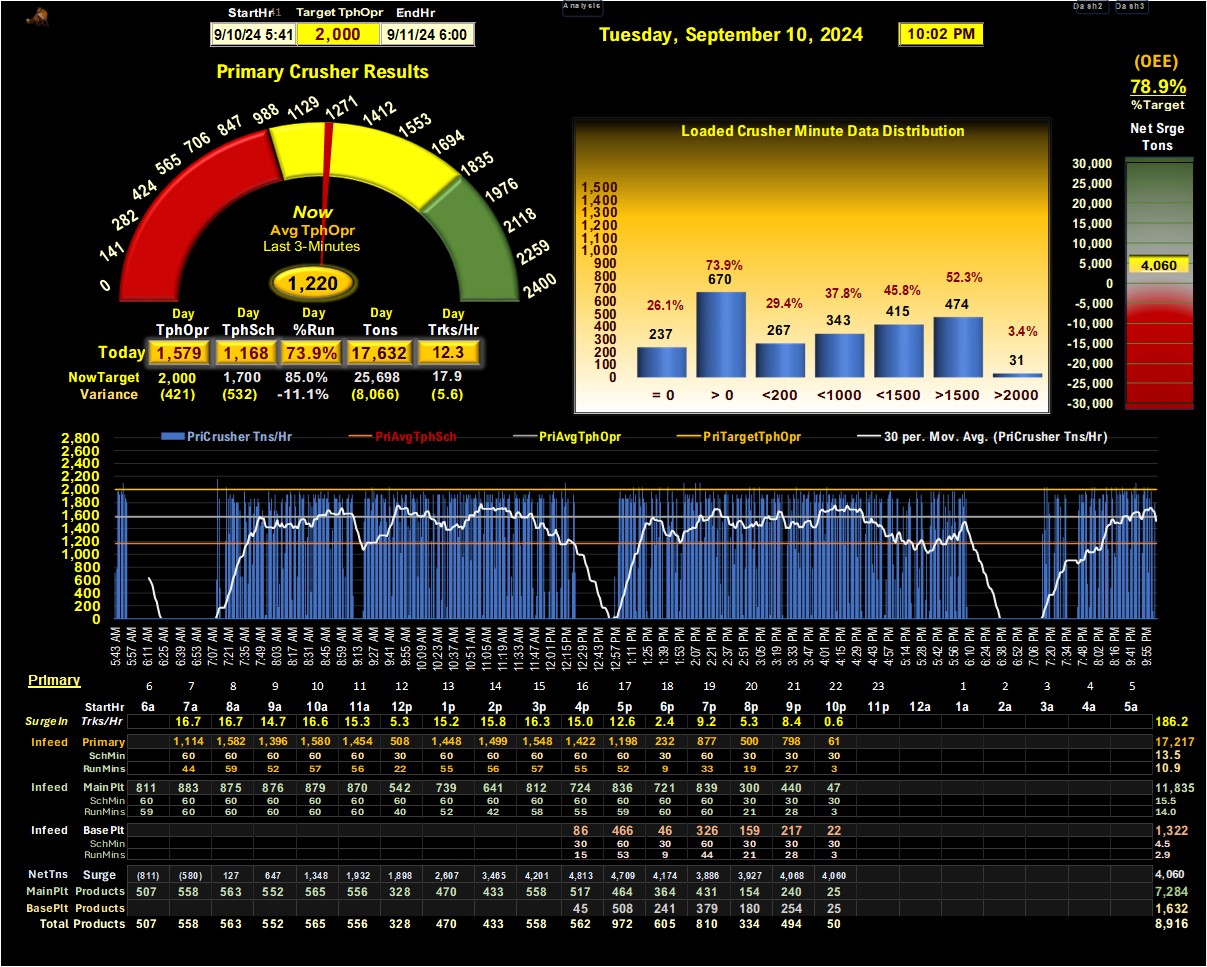 StartHr Target TphOpr EndHr
9/10/24 5:41 2,000 9/11/24 6:00
Analysis
Dash2 Dash3
Tuesday, September 10, 2024 10:02 PM
(OEE)
78.9%
%Target
Primary Crusher Results
0 141 282 424 565 706 847 988 1129 1271 1412 1553 1694 1835 1976 2118 2259 2400
Now
Avg TphOpr
Last 3-Minutes
1,220
Day Day Day Day Day
TphOpr TphSch %Run Tons Trks/Hr
Today 1,579 1,168 73.9% 17,632 12.3
NowTarget 2,000 1,700 85.0% 25,698 17.9
Variance (421) (532) -11.1% (8,066) (5.6)
Loaded Crusher Minute Data Distribution
1,500
1,400
1,300
1,200
1,100
1,000
900
800
700
600
500
400
300
200
100
0
26.1% 73.9% 29.4% 37.8% 45.8% 52.3% 3.4%
237 670 267 343 415 474 31
= 0 > 0 <200 <1000 <1500 >1500 >2000
Net Srge
Tons
30,000
25,000
20,000
15,000
10,000
5,000
0
-5,000
-10,000
-15,000
-20,000
-25,000
-30,000
4,060
PriCrusher Tns/Hr PriAvgTphSch PriAvgTphOpr PriTargetTphOpr 30 per. Mov. Avg. (PriCrusher Tns/Hr)
2,800
2,600
2,400
2,200
2,000
1,800
1,600
1,400
1,200
1,000
800
600
400
200
0
5:43 AM 5:57 AM 6:11 AM 6:25 AM 6:39 AM 6:53 AM 7:07 AM 7:21 AM 7:35 AM 7:49 AM 8:03 AM 8:17 AM 8:31 AM 8:45 AM 8:59 AM 9:13 AM 9:27 AM 9:41 AM 9:55 AM 10:09 AM 10:23 AM 10:37 AM 10:51 AM 11:05 AM 11:19 AM 11:33 AM 11:47 AM 12:01 PM 12:15 PM 12:29 PM 12:43 PM 12:57 PM 1:11 PM 1:25 PM 1:39 PM 1:53 PM 2:07 PM 2:21 PM 2:37 PM 2:51 PM 3:05 PM 3:19 PM 3:33 PM 3:47 PM 4:01 PM 4:15 PM 4:29 PM 4:43 PM 4:57 PM 5:14 PM 5:28 PM 5:42 PM 5:56 PM 6:10 PM 6:24 PM 6:38 PM 6:52 PM 7:06 PM 7:20 PM 7:34 PM 7:48 PM 8:02 PM 8:16 PM 9:41 PM 9:55 PM
Primary 6 7 8 9 10 11 12 13 14 15 16 17 18 19 20 21 22 23 1 2 3 4 5
StartHr 6a 7a 8a 9a 10a 11a 12p 1p 2p 3p 4p 5p 6p 7p 8p 9p 10p 11p 12a 1a 2a 3a 4a 5a
SurgeIn Trks/Hr 16.7 16.7 14.7 16.6 15.3 5.3 15.2 15.8 16.3 15.0 12.6 2.4 9.2 5.3 8.4 0.6 186.2
Infeed Primary 1,114 1,582 1,396 1,580 1,454 508 1,448 1,499 1,548 1,422 1,198 232 877 500 798 61 17,217
SchMin 60 60 60 60 60 30 60 60 60 60 60 30 60 30 30 30 13.5
RunMins 44 59 52 57 56 22 55 56 57 55 52 9 33 19 27 3 10.9
Infeed MainPlt 811 883 875 876 879 870 542 739 641 812 724 836 721 839 300 440 47 11,835
SchMin 60 60 60 60 60 60 60 60 60 60 60 60 60 60 30 30 30 15.5
RunMins 59 60 60 60 60 60 40 52 42 58 55 59 60 60 21 28 3 14.0
Infeed BasePlt 86 466 46 326 159 217 22 1,322
SchMin 30 60 30 60 30 30 30 4.5
RunMins 15 53 9 44 21 28 3 2.9
NetTns Surge (811) (580) 127 647 1,348 1,932 1,898 2,607 3,465 4,201 4,813 4,709 4,174 3,886 3,927 4,068 4,060 4,060
MainPlt Products 507 558 563 552 565 556 328 470 433 558 517 464 364 431 154 240 25 7,284
BasePlt Products 45 508 241 379 180 254 25 1,632
Total Products 507 558 563 552 565 556 328 470 433 558 562 972 605 810 334 494 50 8,916